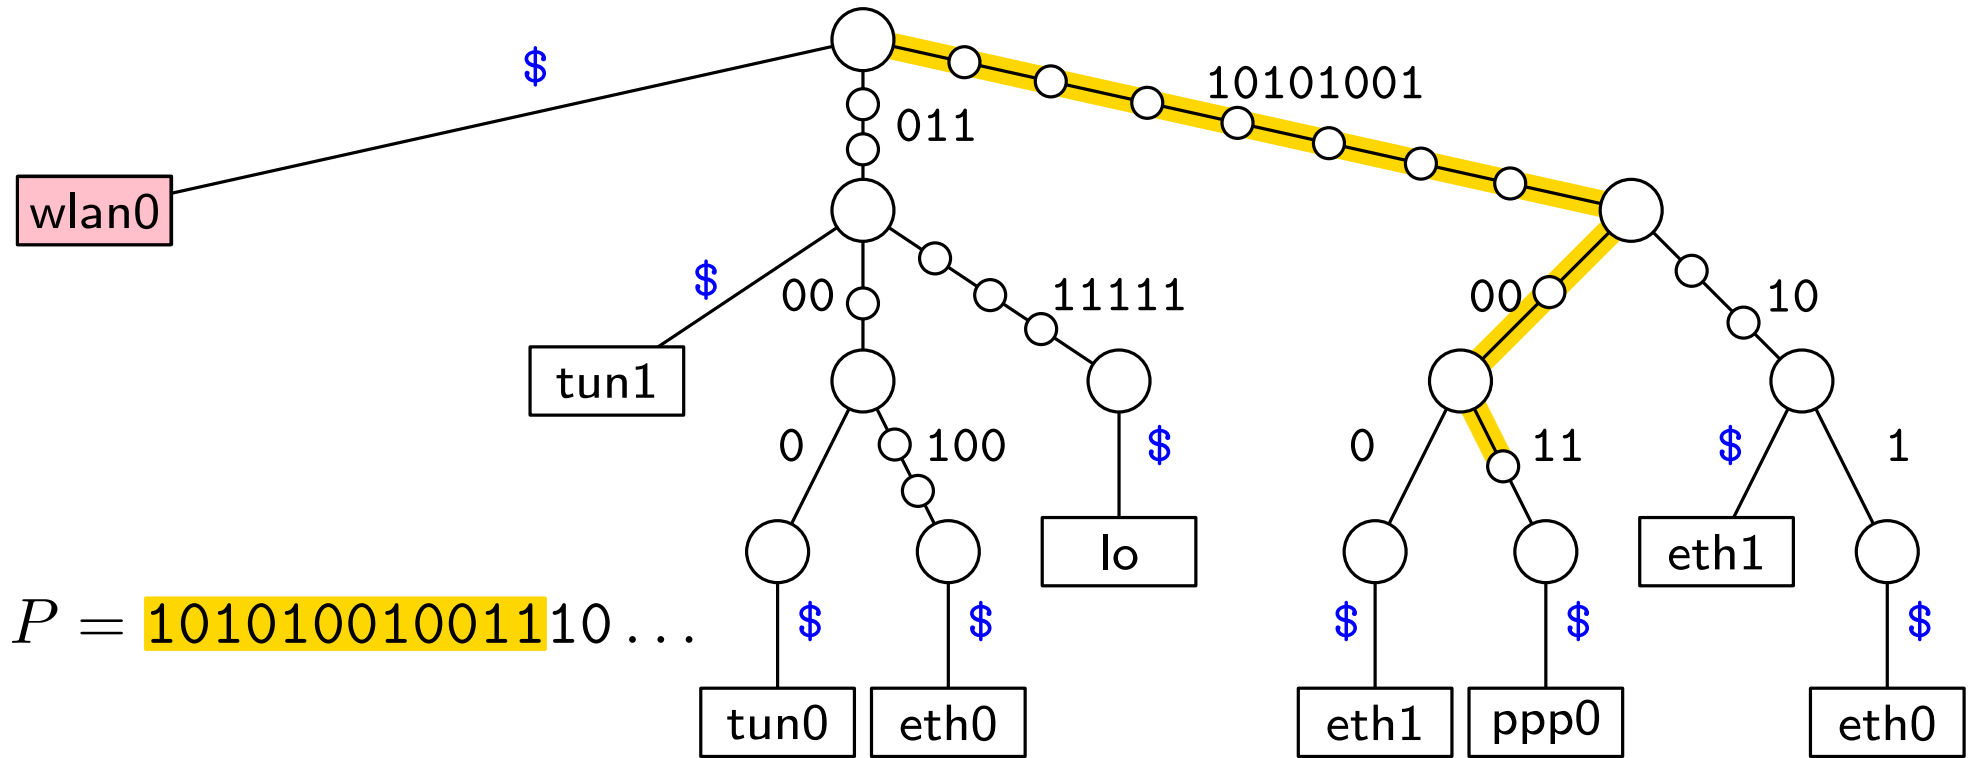 $
10101001
011
wlan0
$
00
11111
00
10
tun1
0
100
$
0
11
$
1
lo
eth1
P = 10101001001110 ...
$
$
$
$
$
tun0
eth0
eth1
ppp0
eth0